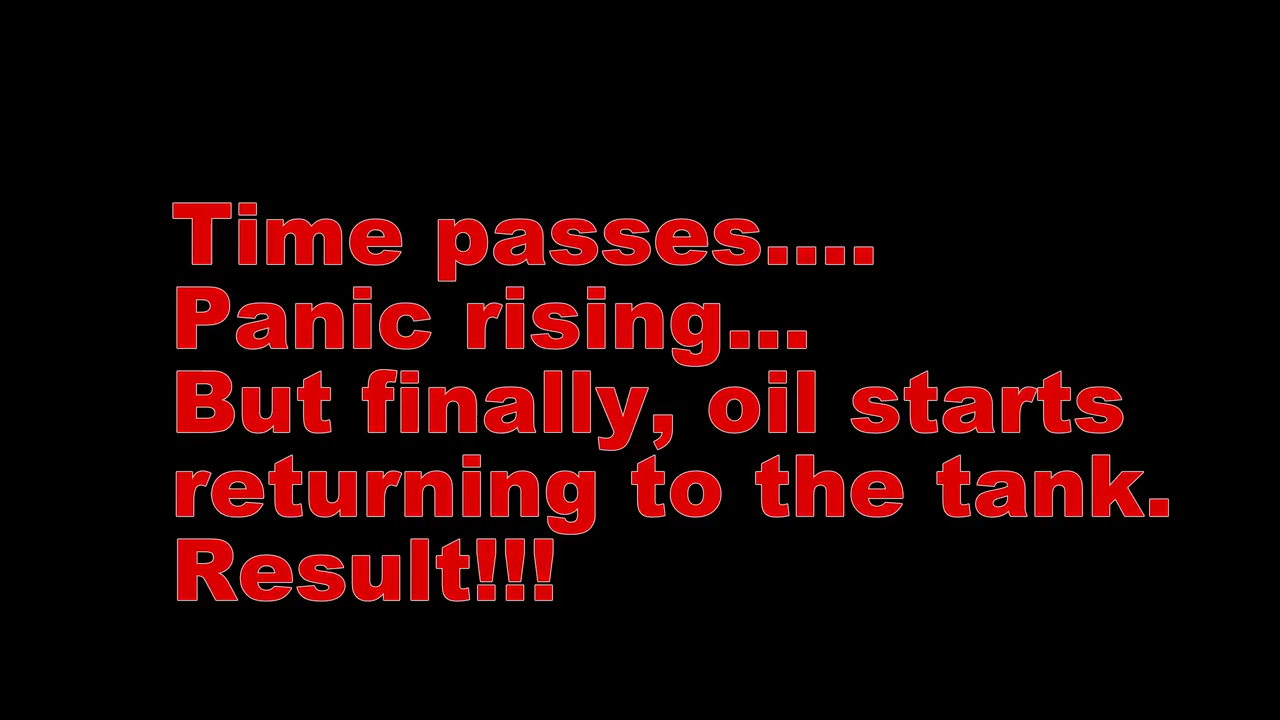 Time passes....
Panic rising...
But finally, oil starts
returning to the tank.
Result!!!